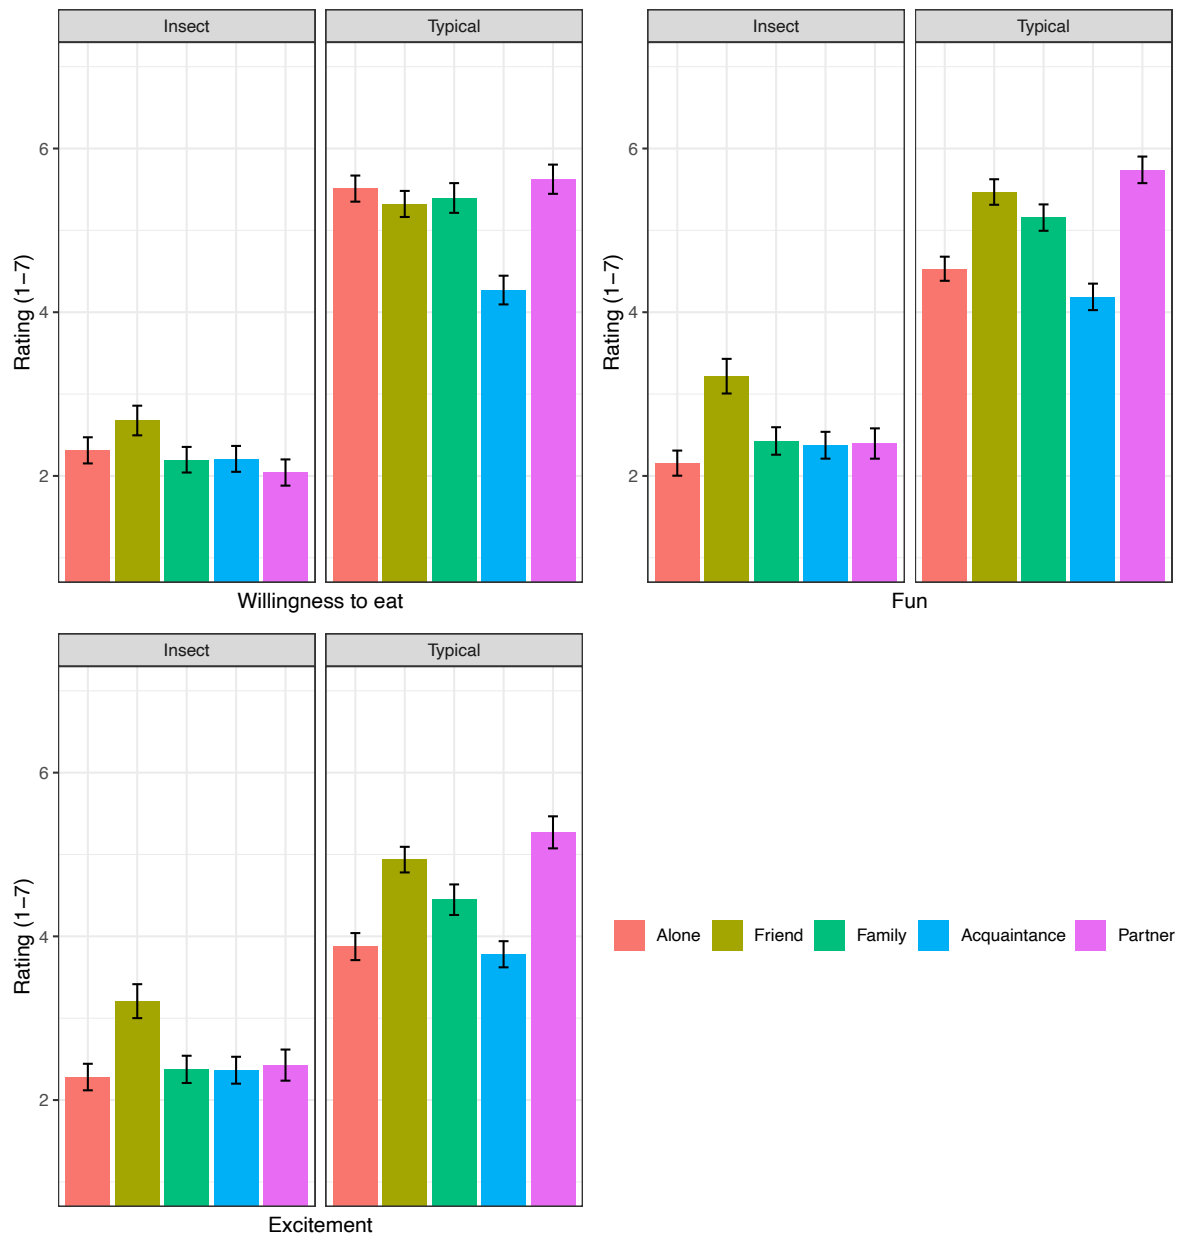 Insect Typical Insect Typical
6 6
4 4
2 2
Rating (1−7) Rating (1−7)
Willingness to eat Fun
Insect Typical
6
4
2
Rating (1−7)
Excitement
Alone Friend Family Acquaintance Partner